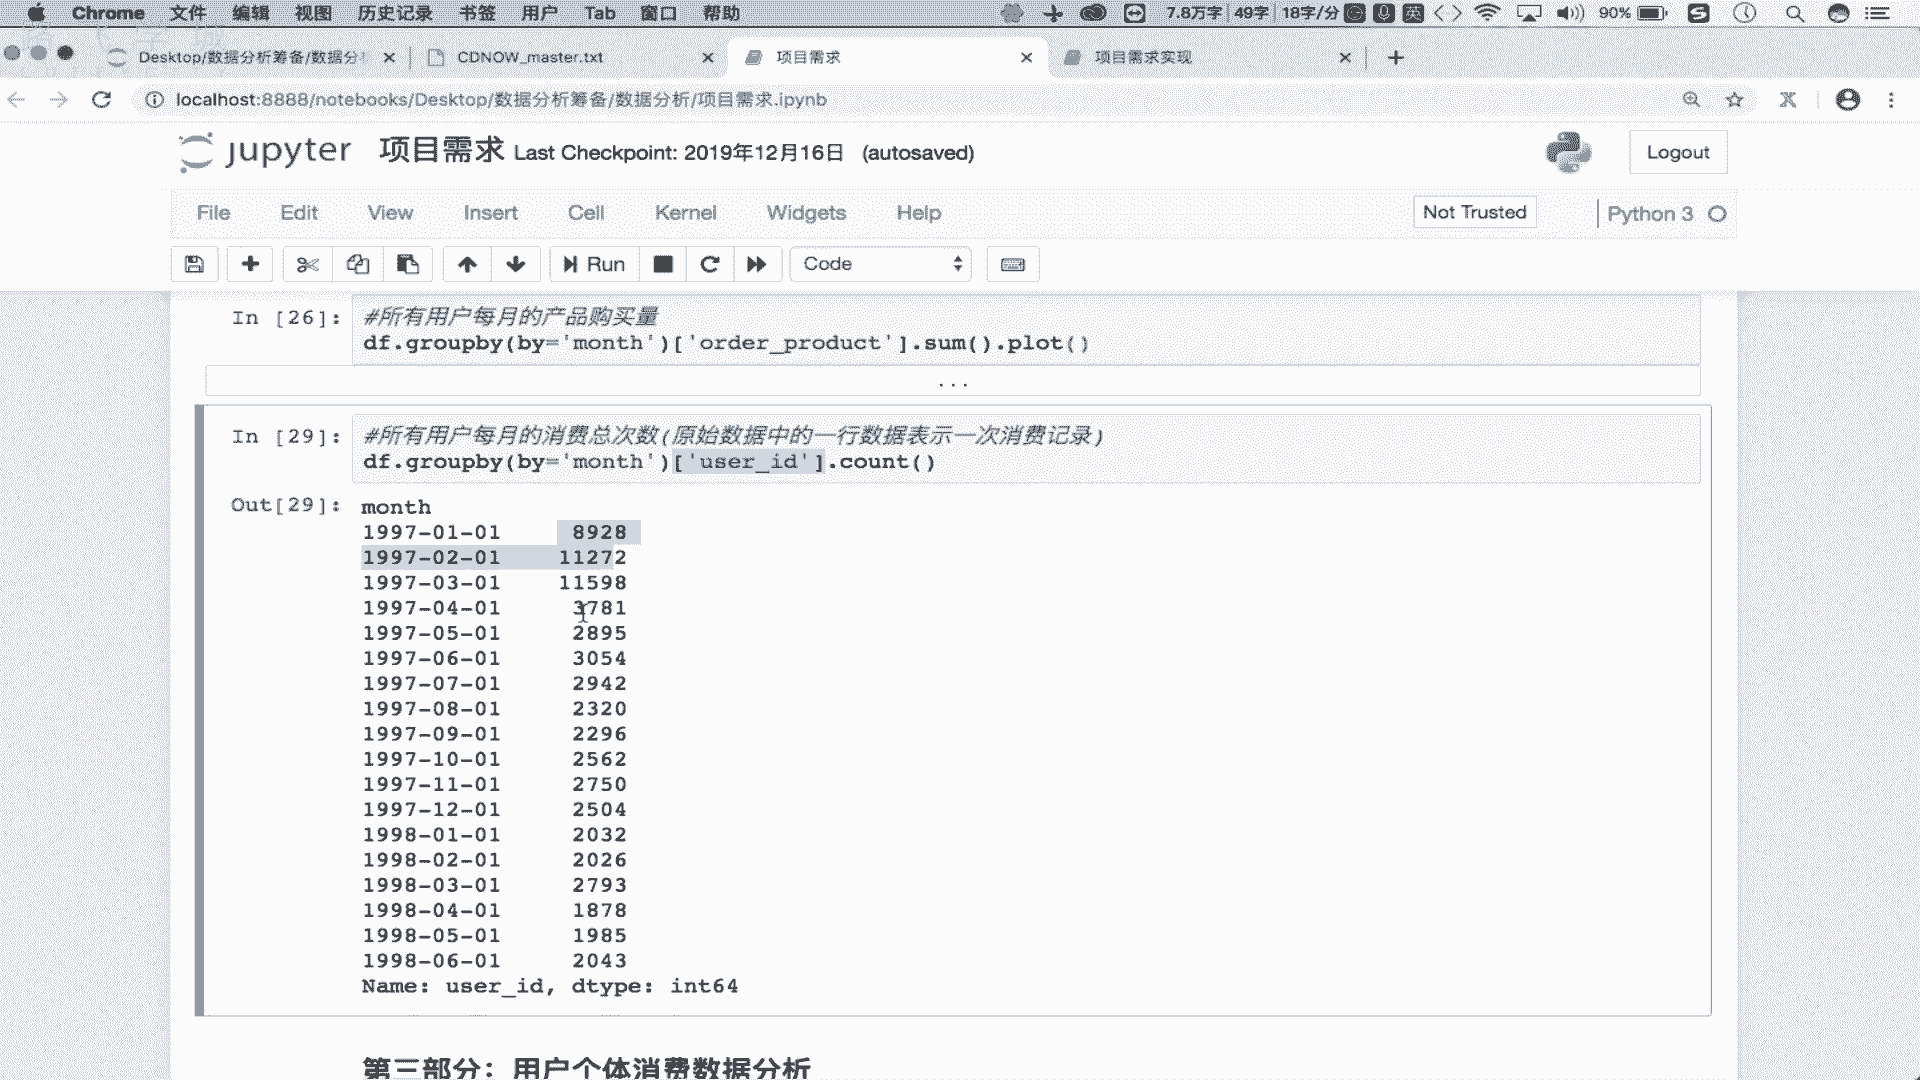 Chrome 文件 编辑 视图 历史记录 书签 用户 Tab 窗口 帮助 7.8万字 49字 18字/分 英 90%
Desktop/数据分析筹备/数据分析 CDNOW_master.txt 项目需求 项目需求实现
localhost:8888/notebooks/Desktop/数据分析筹备/数据分析/项目需求.ipynb
jupyter 项目需求 Last Checkpoint: 2019年12月16日 (autosaved) Logout
File Edit View Insert Cell Kernel Widgets Help Not Trusted Python 3
Run Code
In [26]: #所有用户每月的产品购买量
df.groupby(by='month')['order_product'].sum().plot()
...
In [29]: #所有用户每月的消费总次数(原始数据中的一行数据表示一次消费记录)
df.groupby(by='month')['user_id'].count()
Out[29]: month
1997-01-01 8928
1997-02-01 11272
1997-03-01 11598
1997-04-01 3781
1997-05-01 2895
1997-06-01 3054
1997-07-01 2942
1997-08-01 2320
1997-09-01 2296
1997-10-01 2562
1997-11-01 2750
1997-12-01 2504
1998-01-01 2032
1998-02-01 2026
1998-03-01 2793
1998-04-01 1878
1998-05-01 1985
1998-06-01 2043
Name: user_id, dtype: int64
第三部分：用户个体消费数据分析